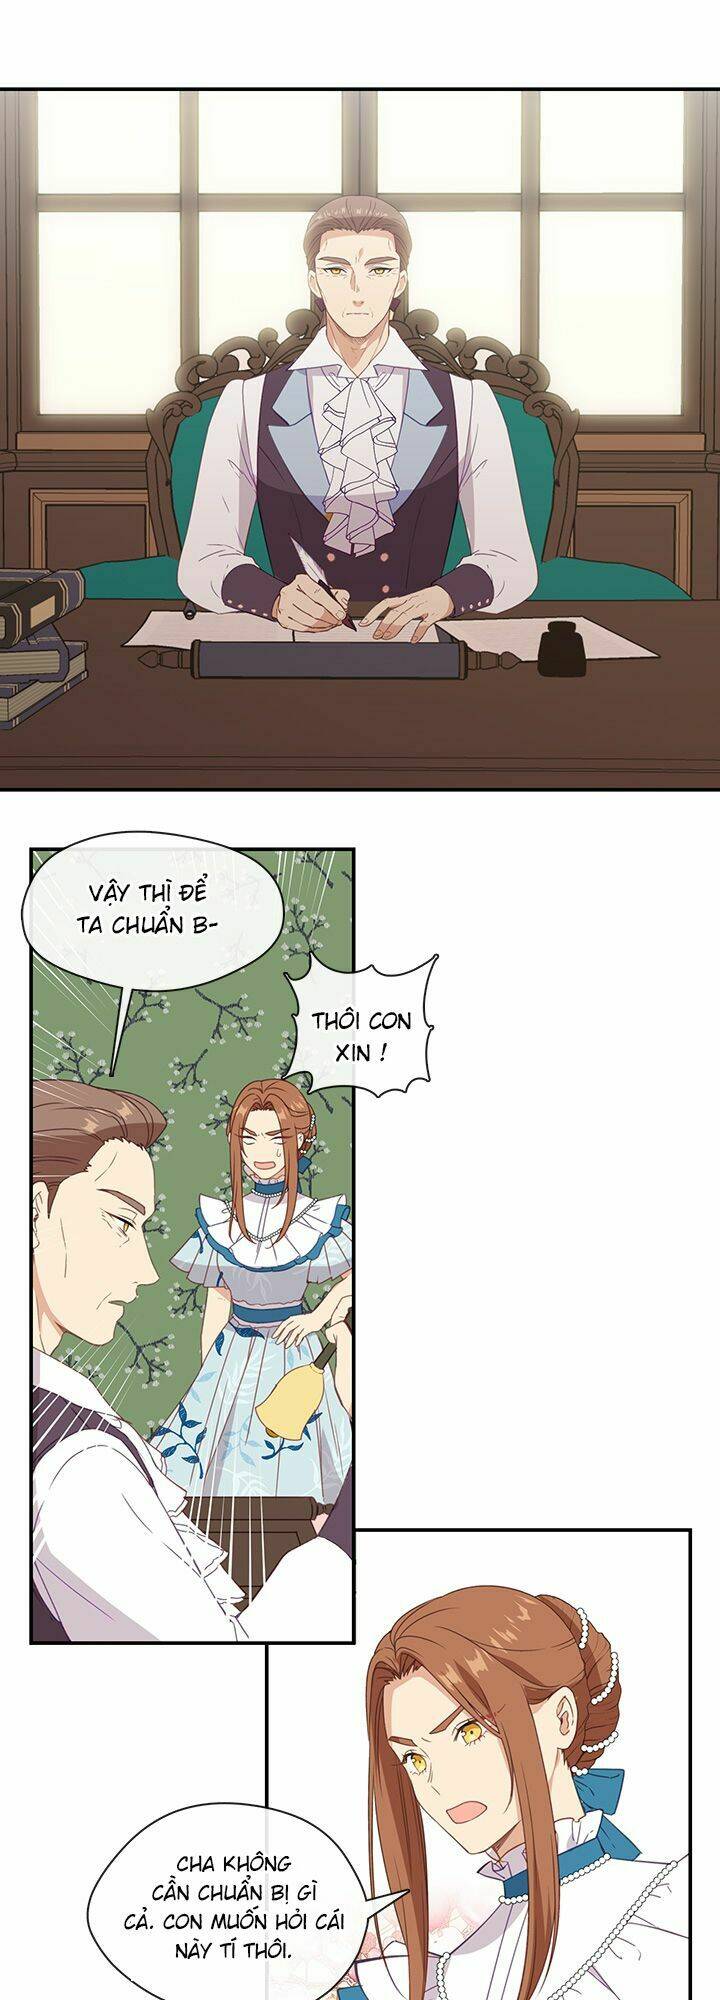 VẬY THÌ ĐỂ
TA CHUẨN B-
THÔI CON
XIN !
CHA KHÔNG
CẦN CHUẨN BỊ GÌ
CẢ. CON MUỐN HỎI CÁI
NÀY TÍ THÔI.